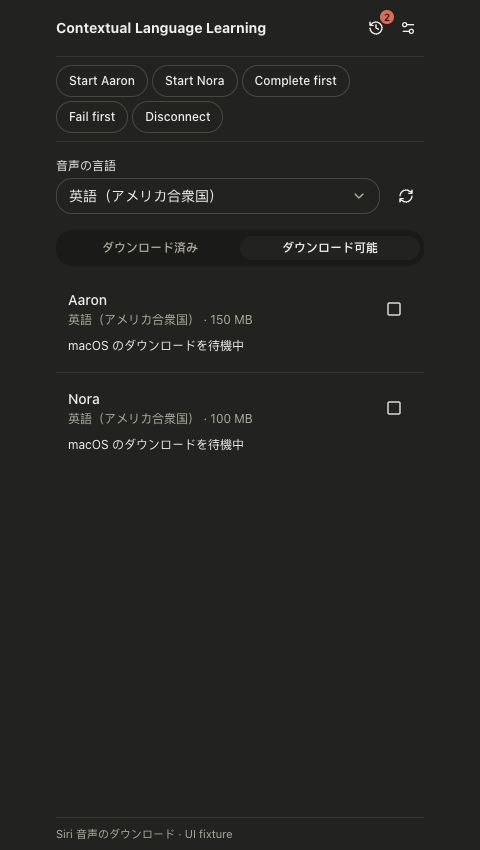 Contextual Language Learning
2
Start Aaron
Start Nora
Complete first
Fail first
Disconnect
音声の言語
英語（アメリカ合衆国）
ダウンロード済み
ダウンロード可能
Aaron
英語（アメリカ合衆国） · 150 MB
macOS のダウンロードを待機中
Nora
英語（アメリカ合衆国） · 100 MB
macOS のダウンロードを待機中
Siri 音声のダウンロード · UI fixture